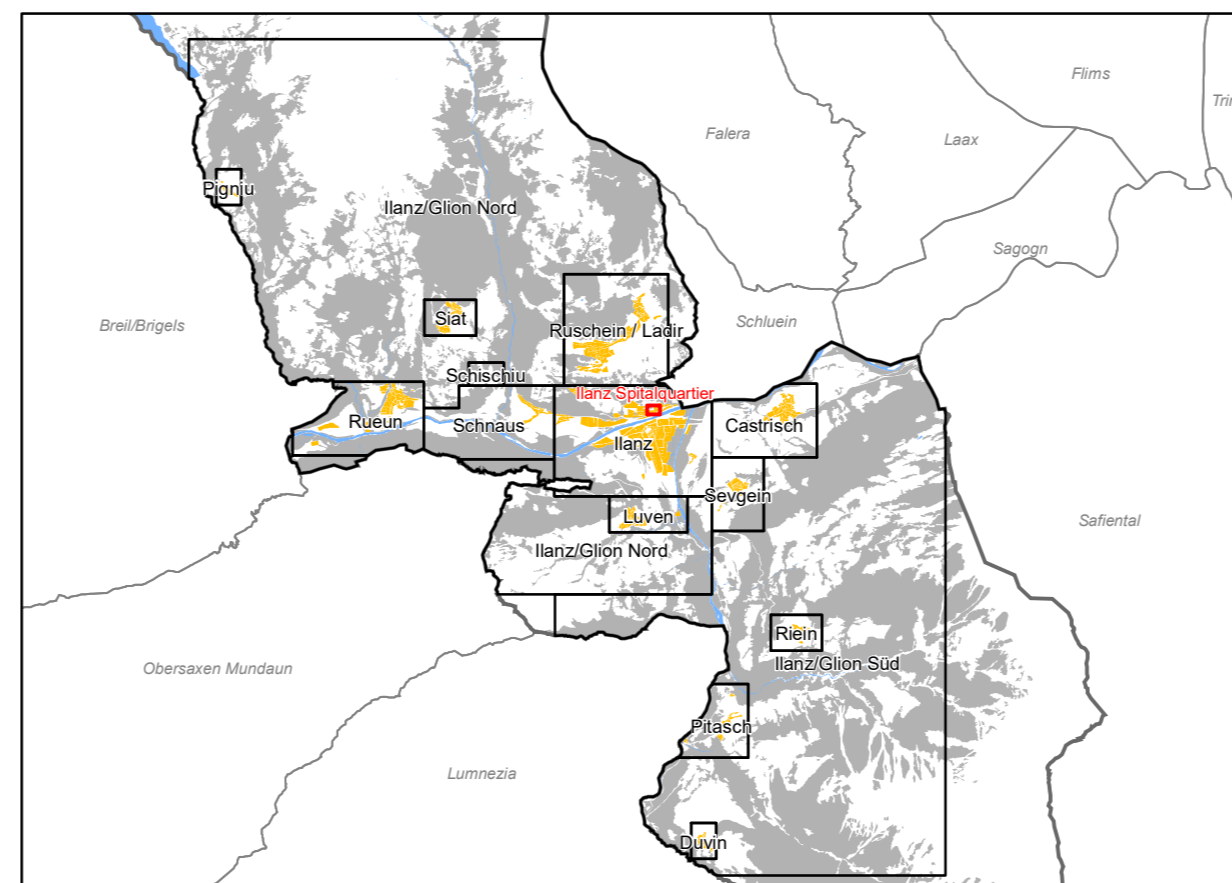 Flims
Tri
Falera
Laax
Pigniu
Ilanz/Glion Nord
Sagogn
Siat
Breil/Brigels
Schluein
Ruschein / Ladir
Schischiu
Ilanz Spitalquartier
Rueun
Schnaus
Ilanz
Castrisch
Sevgein
Luven
Safiental
Ilanz/Glion Nord
Riein
Ilanz/Glion Süd
Obersaxen Mundaun
Pitasch
Lumnezia
Duvin